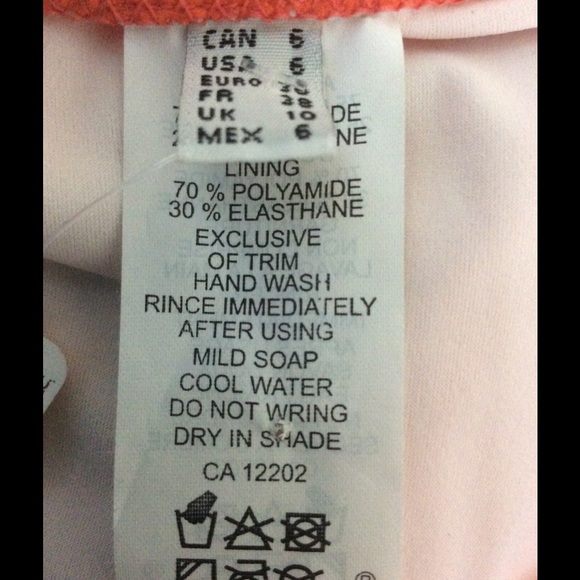 CAN 6
USA 6
EURO
FR 38
UK 10
MEX 6
DE
NE
LINING
70 % POLYAMIDE
30 % ELASTHANE
EXCLUSIVE
OF TRIM
HAND WASH
RINCE IMMEDIATELY
AFTER USING
MILD SOAP
COOL WATER
DO NOT WRING
DRY IN SHADE
CA 12202